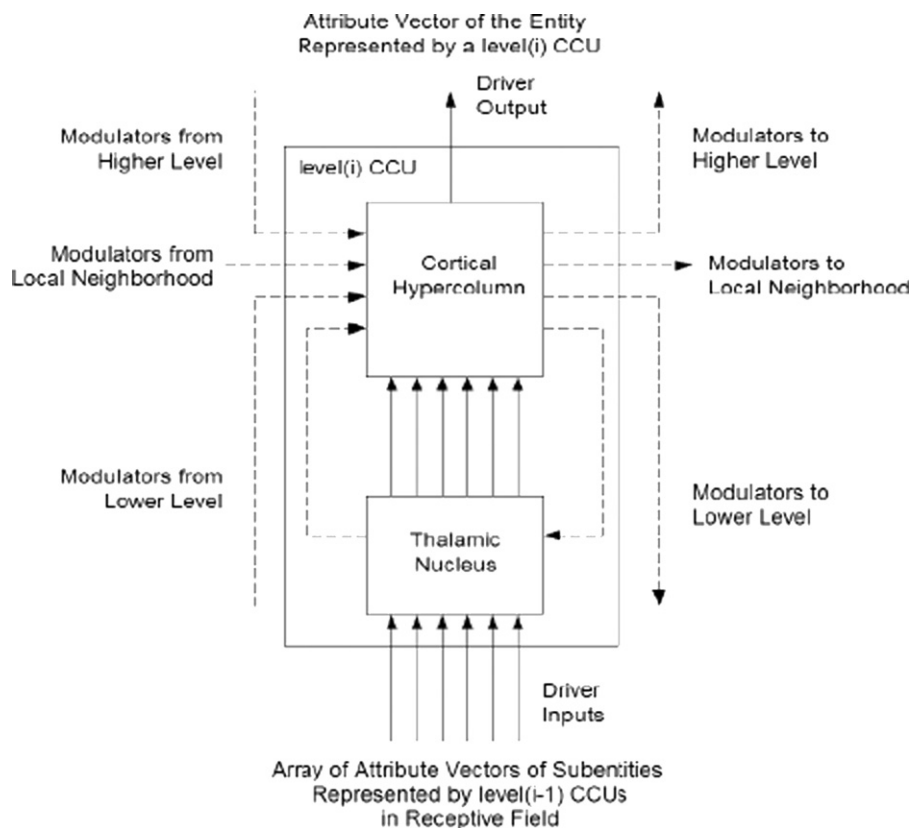 Attribute Vector of the Entity
Represented by a level(i) CCU
Driver
Output
Modulators from
Higher Level
Modulators to
Higher Level
level(i) CCU
Modulators from
Local Neighborhood
Cortical
Hypercolumn
Modulators to
Local Neighborhood
Modulators from
Lower Level
Modulators to
Lower Level
Thalamic
Nucleus
Driver
Inputs
Array of Attribute Vectors of Subentities
Represented by level(i-1) CCUs
in Receptive Field